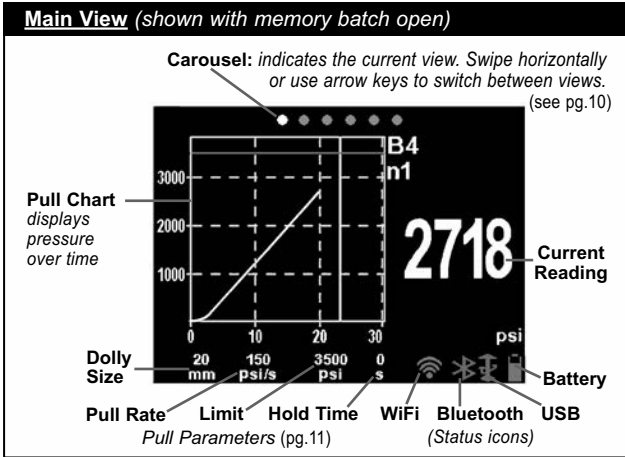 Main View (shown with memory batch open)
Carousel: indicates the current view. Swipe horizontally
or use arrow keys to switch between views.
(see pg.10)
B4
n1
3000
2000
1000
Pull Chart
displays
pressure
over time
2718
Current
Reading
0 10 20 30
psi
Dolly
Size
20 150 3500 0
mm psi/s psi s
Battery
Pull Rate Limit Hold Time WiFi Bluetooth USB
Pull Parameters (pg.11) (Status icons)